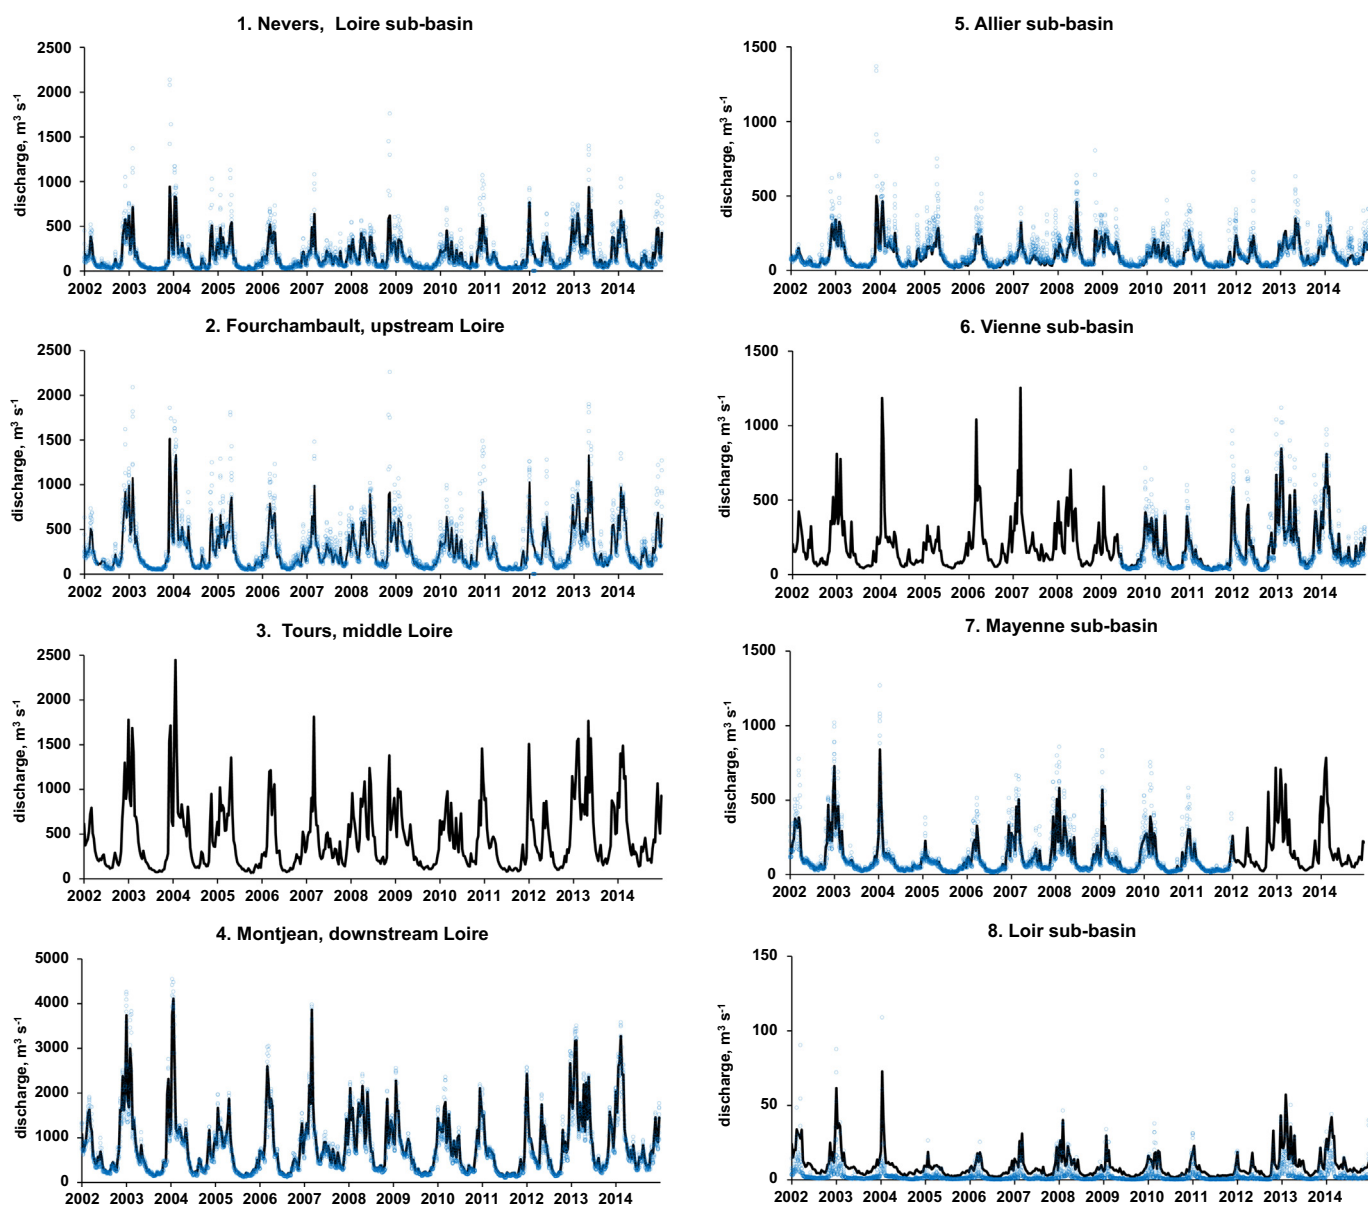 1. Nevers, Loire sub-basin
discharge, m³ s⁻¹
2500
2000
1500
1000
500
0
2002 2003 2004 2005 2006 2007 2008 2009 2010 2011 2012 2013 2014
2. Fourchambault, upstream Loire
discharge, m³ s⁻¹
2500
2000
1500
1000
500
0
2002 2003 2004 2005 2006 2007 2008 2009 2010 2011 2012 2013 2014
3. Tours, middle Loire
discharge, m³ s⁻¹
2500
2000
1500
1000
500
0
2002 2003 2004 2005 2006 2007 2008 2009 2010 2011 2012 2013 2014
4. Montjean, downstream Loire
discharge, m³ s⁻¹
5000
4000
3000
2000
1000
0
2002 2003 2004 2005 2006 2007 2008 2009 2010 2011 2012 2013 2014
5. Allier sub-basin
discharge, m³ s⁻¹
1500
1000
500
0
2002 2003 2004 2005 2006 2007 2008 2009 2010 2011 2012 2013 2014
6. Vienne sub-basin
discharge, m³ s⁻¹
1500
1000
500
0
2002 2003 2004 2005 2006 2007 2008 2009 2010 2011 2012 2013 2014
7. Mayenne sub-basin
discharge, m³ s⁻¹
1500
1000
500
0
2002 2003 2004 2005 2006 2007 2008 2009 2010 2011 2012 2013 2014
8. Loir sub-basin
discharge, m³ s⁻¹
150
100
50
0
2002 2003 2004 2005 2006 2007 2008 2009 2010 2011 2012 2013 2014